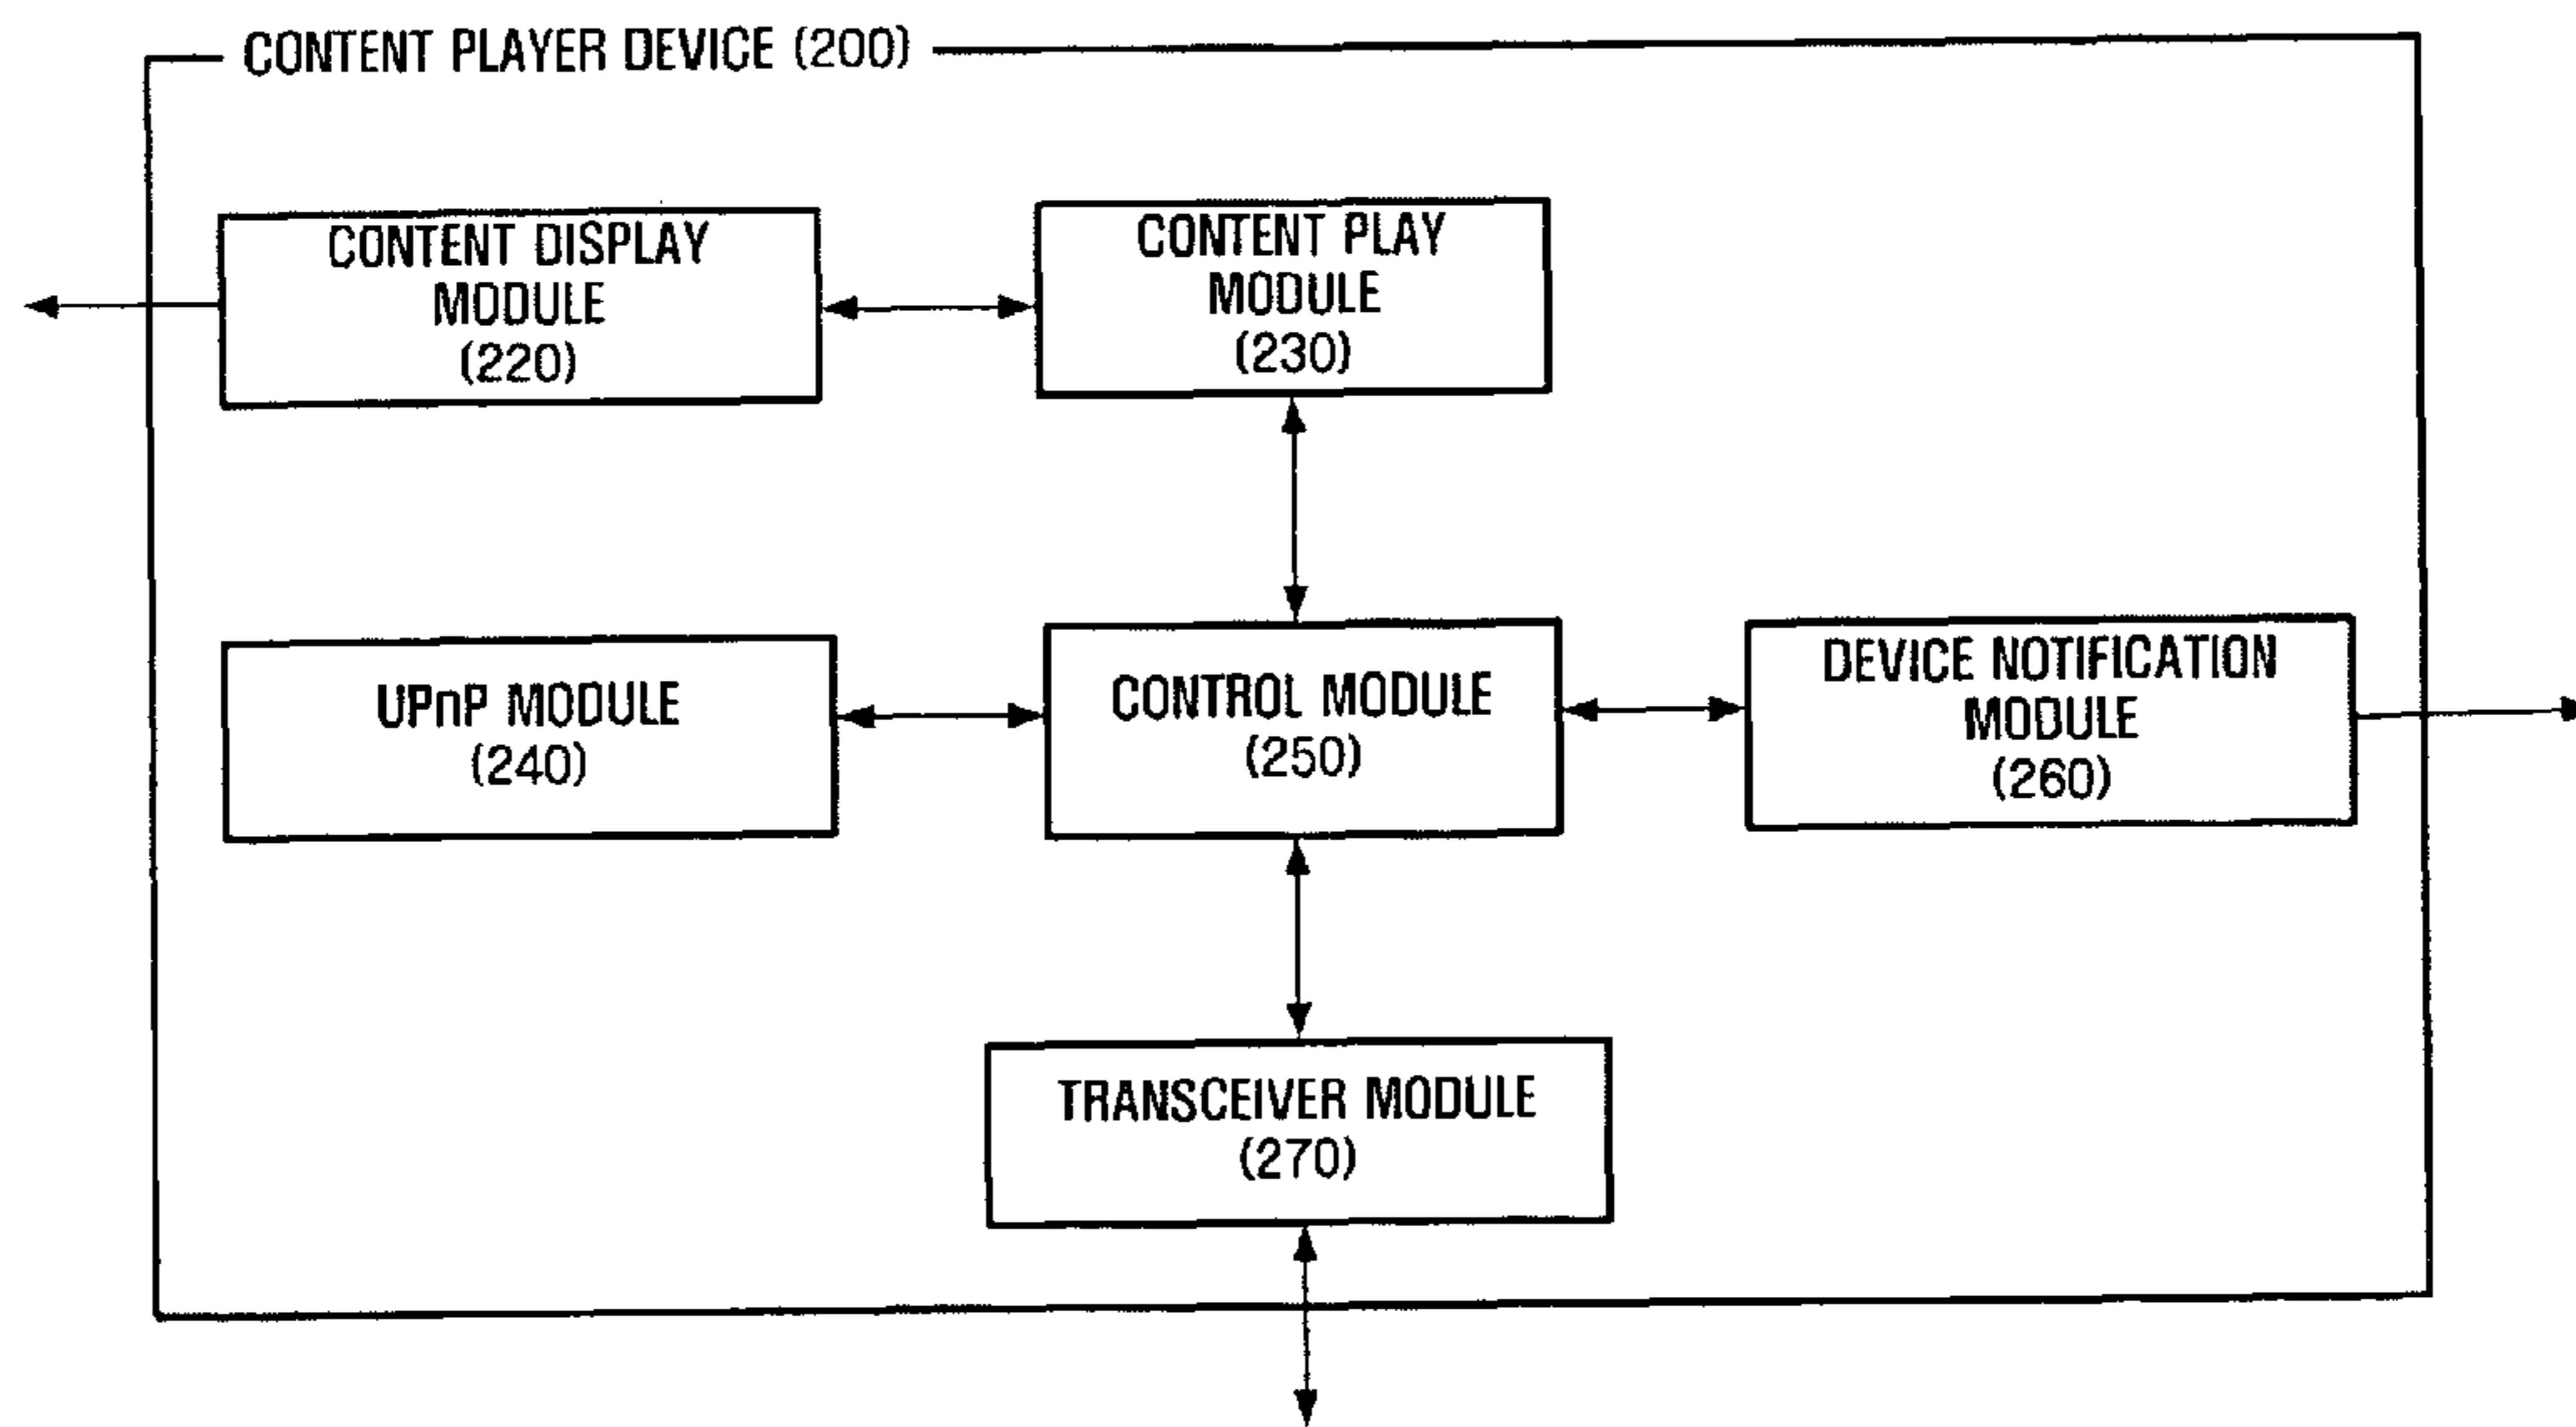 CONTENT PLAYER DEVICE (200)
CONTENT DISPLAY
MODULE
(220)
CONTENT PLAY
MODULE
(230)
UPnP MODULE
(240)
CONTROL MODULE
(250)
DEVICE NOTIFICATION
MODULE
(260)
TRANSCEIVER MODULE
(270)